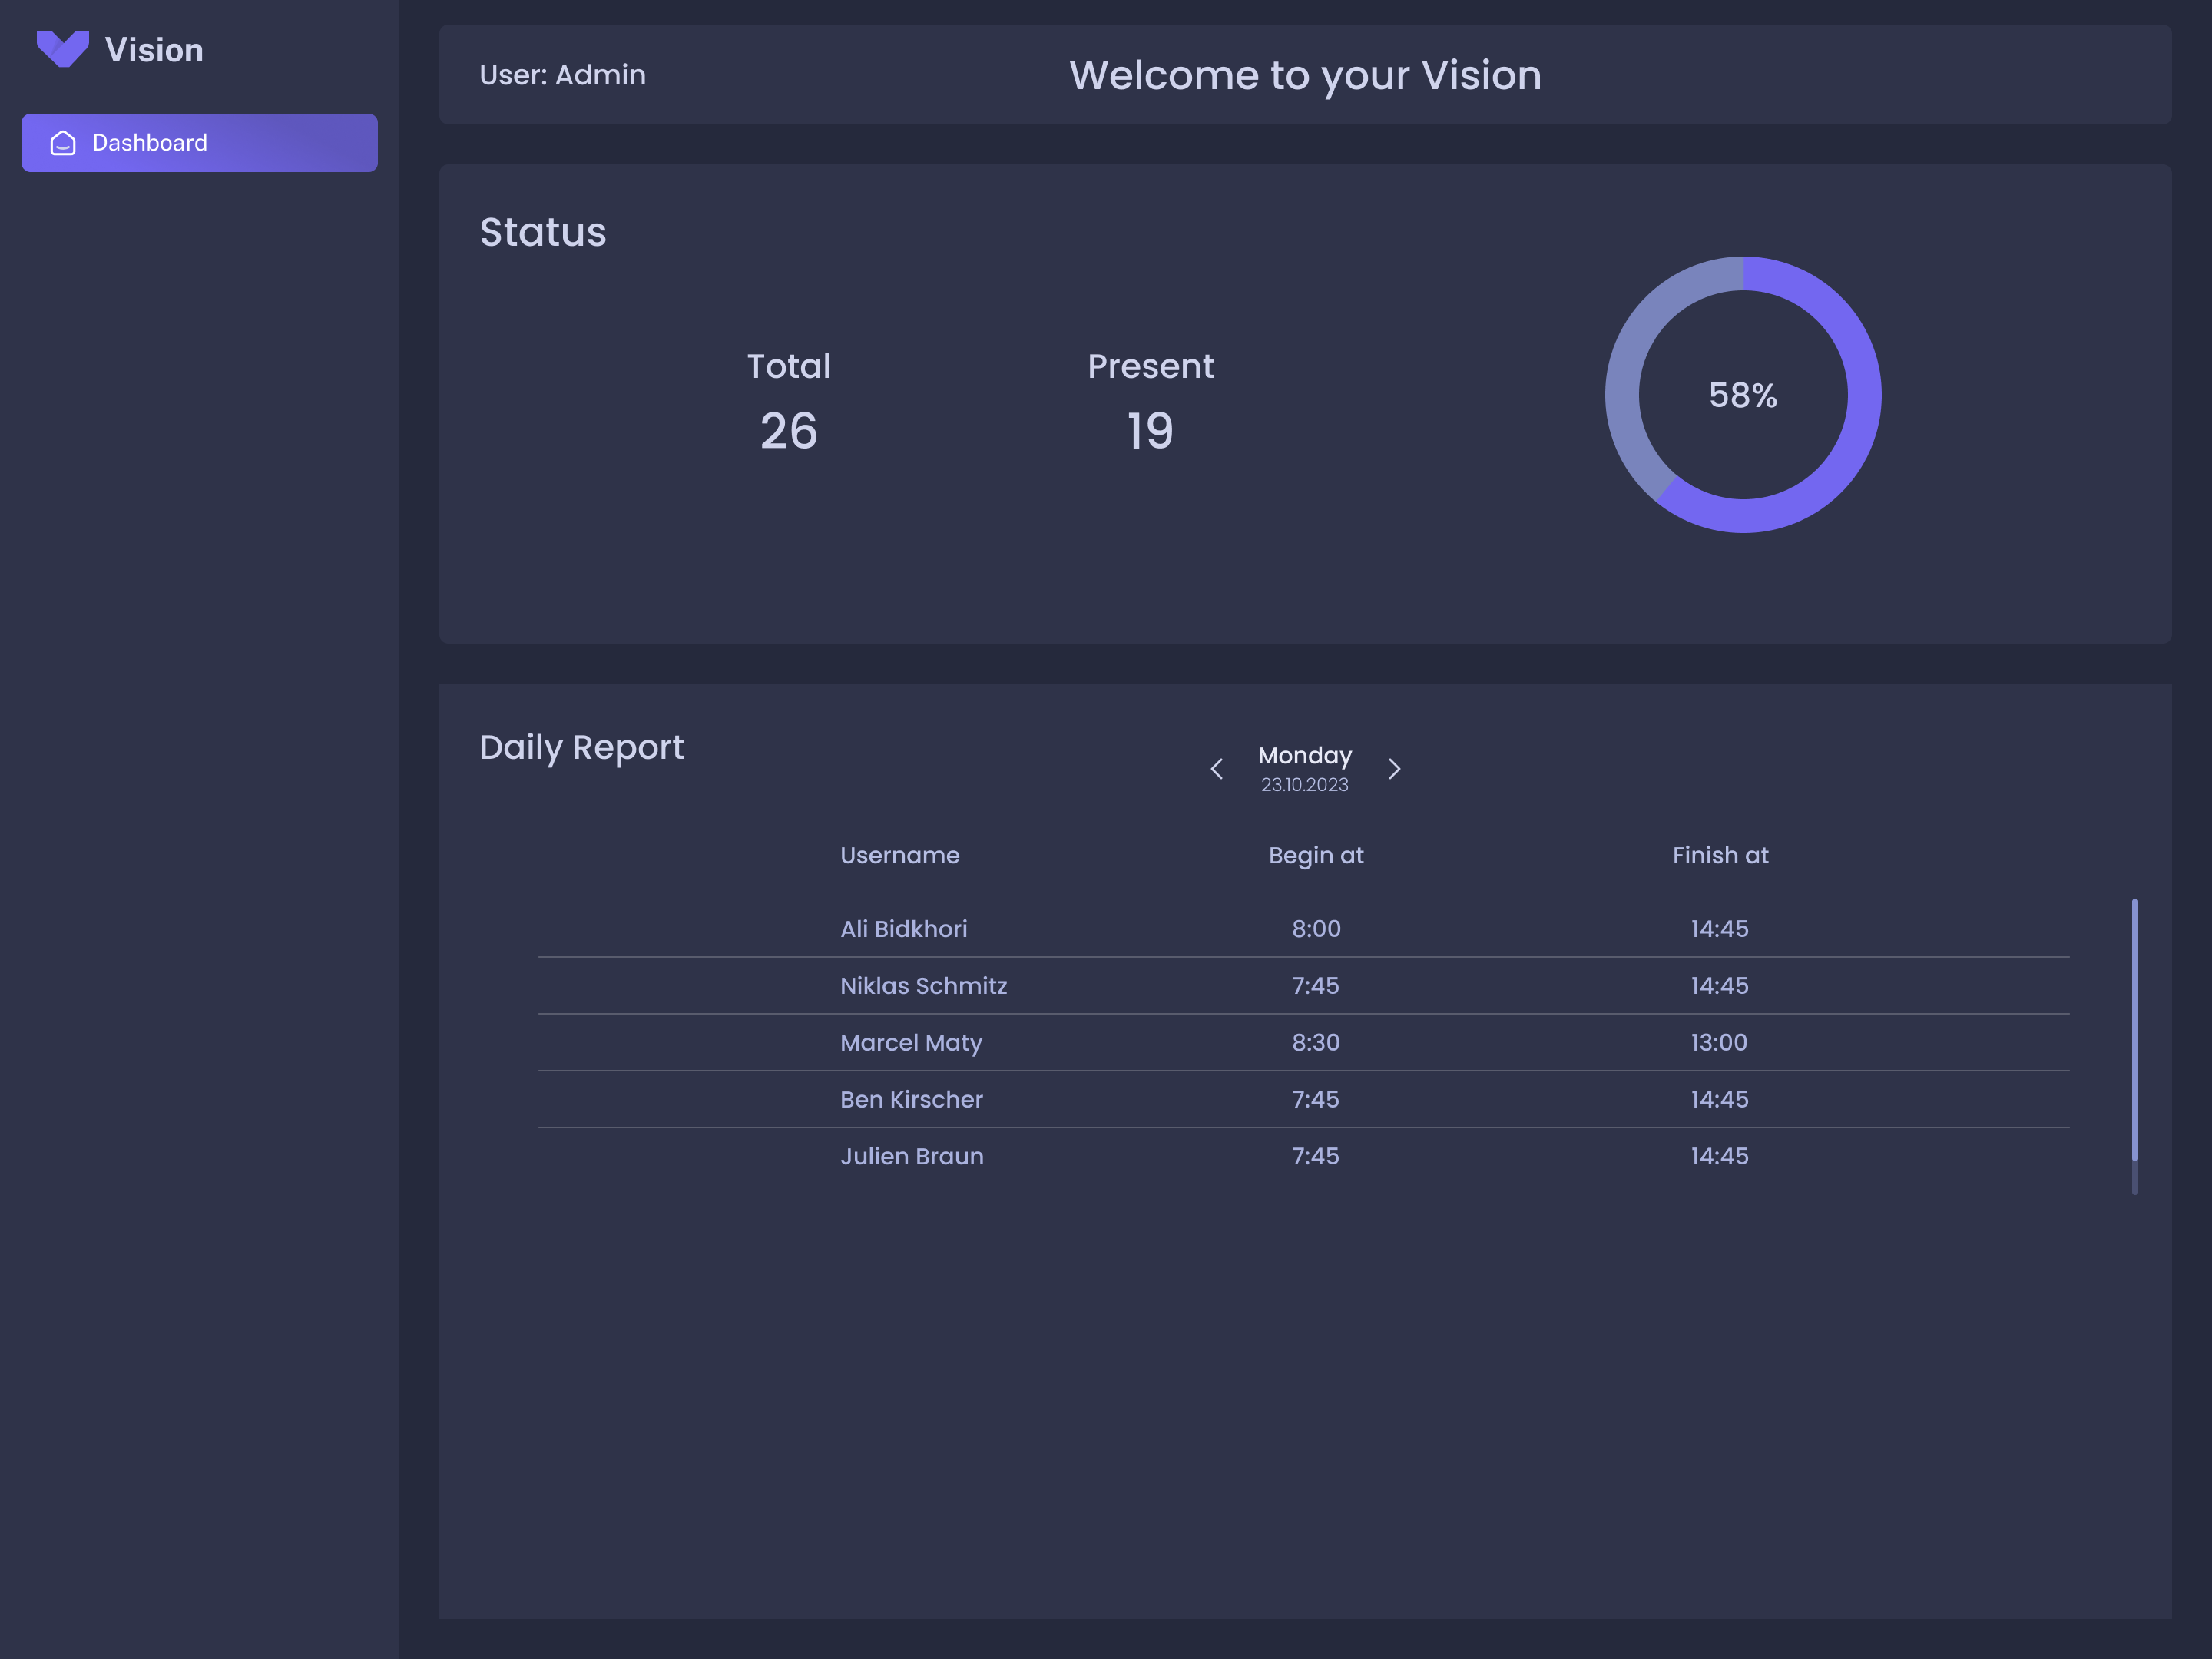 Vision
Dashboard
User: Admin
Welcome to your Vision
Status
Total
26
Present
19
58%
Daily Report
Monday
23.10.2023
Username Begin at Finish at
Ali Bidkhori 8:00 14:45
Niklas Schmitz 7:45 14:45
Marcel Maty 8:30 13:00
Ben Kirscher 7:45 14:45
Julien Braun 7:45 14:45